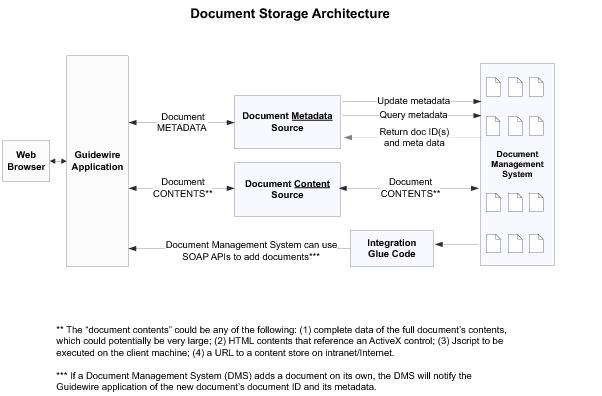 Document Storage Architecture
Update metadata
Query metadata
Document
METADATA
Document Metadata
Source
Return doc ID(s)
and meta data
Web
Browser
Guidewire
Application
Document
Management
System
Document
CONTENTS**
Document Content
Source
Document
CONTENTS**
Document Management System can use
SOAP APIs to add documents***
Integration
Glue Code
** The “document contents” could be any of the following: (1) complete data of the full document’s contents,
which could potentially be very large; (2) HTML contents that reference an ActiveX control; (3) Jscript to
be executed on the client machine; (4) a URL to a content store on intranet/Internet.
*** If a Document Management System (DMS) adds a document on its own, the DMS will notify the
Guidewire application of the new document’s document ID and its metadata.